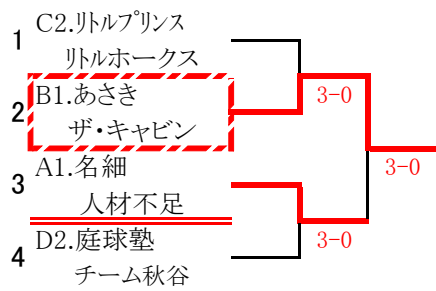 1 C2.リトルプリンス
リトルホークス
2 B1.あさき
ザ・キャビン
3 A1.名細
人材不足
4 D2.庭球塾
チーム秋谷
3-0
3-0
3-0